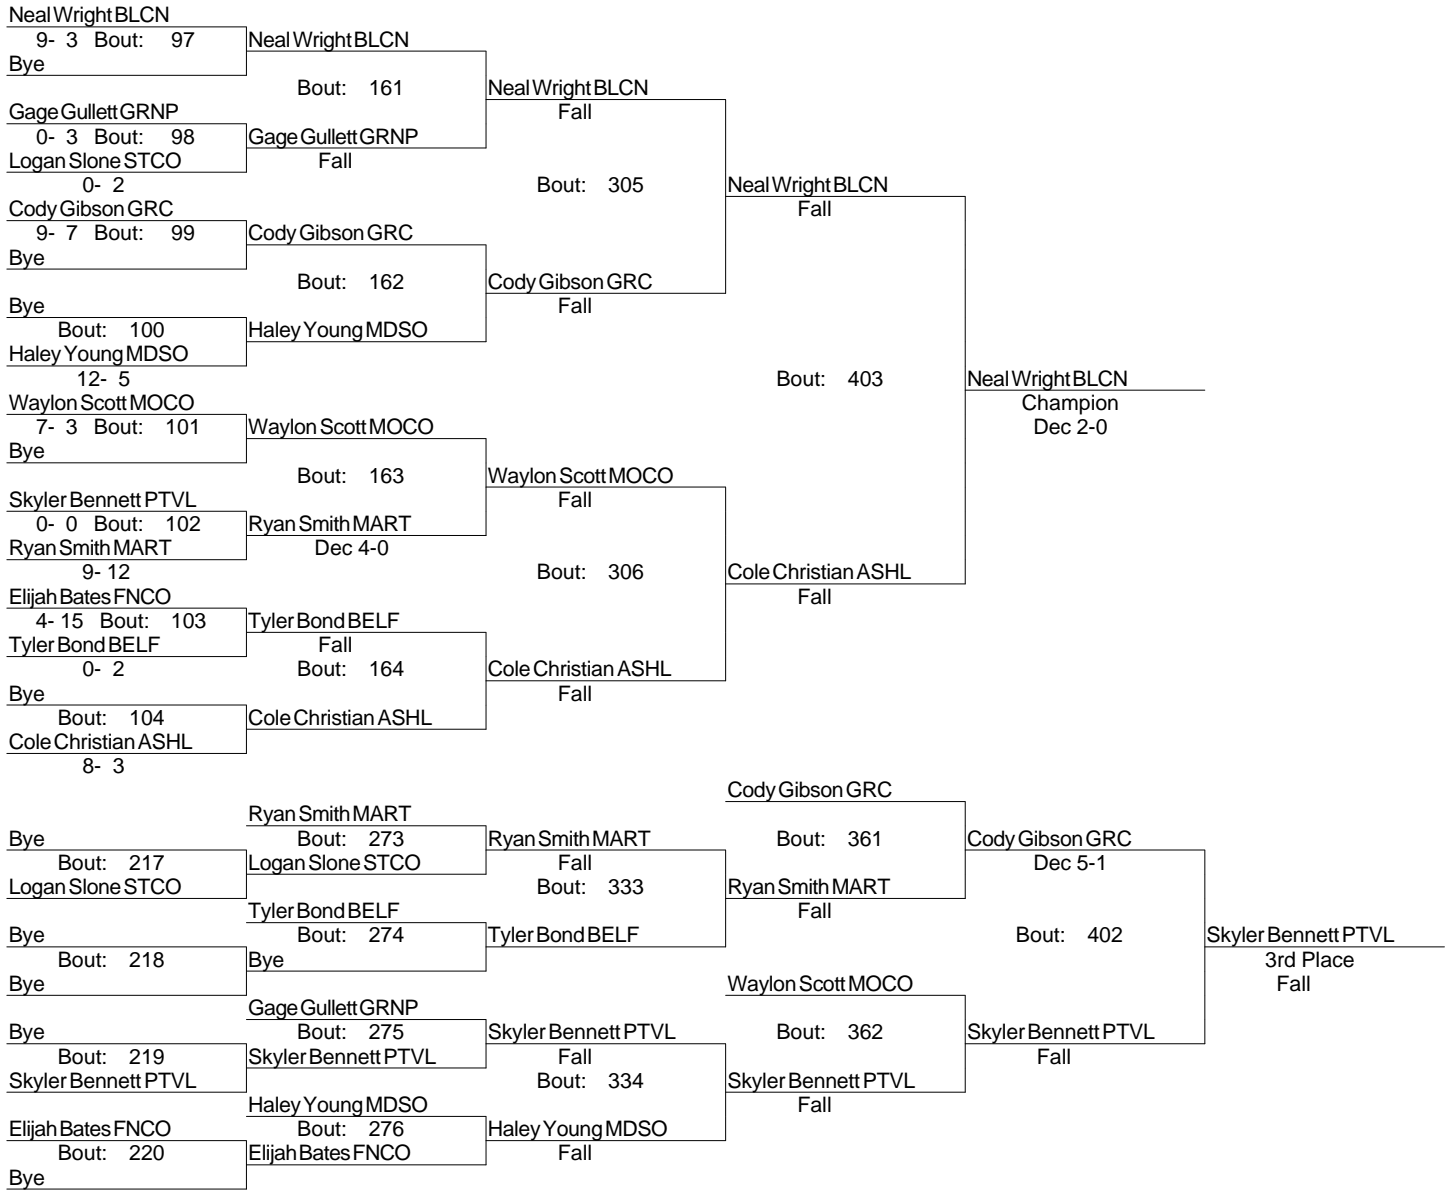 Neal Wright BLCN
9- 3 Bout: 97
Bye
Neal Wright BLCN
Bout: 161
Gage Gullett GRNP
0- 3 Bout: 98
Logan Slone STCO
0- 2
Gage Gullett GRNP
Fall
Neal Wright BLCN
Fall
Bout: 305
Cody Gibson GRC
9- 7 Bout: 99
Bye
Cody Gibson GRC
Bout: 162
Bye
Bout: 100
Haley Young MDSO
12- 5
Haley Young MDSO
Cody Gibson GRC
Fall
Neal Wright BLCN
Fall
Bout: 403
Waylon Scott MOCO
7- 3 Bout: 101
Bye
Waylon Scott MOCO
Bout: 163
Skyler Bennett PTVL
0- 0 Bout: 102
Ryan Smith MART
9- 12
Ryan Smith MART
Dec 4-0
Waylon Scott MOCO
Fall
Bout: 306
Elijah Bates FNCO
4- 15 Bout: 103
Tyler Bond BELF
0- 2
Tyler Bond BELF
Fall
Bout: 164
Bye
Bout: 104
Cole Christian ASHL
8- 3
Cole Christian ASHL
Cole Christian ASHL
Fall
Cole Christian ASHL
Fall
Neal Wright BLCN
Champion
Dec 2-0
Bye
Bout: 217
Logan Slone STCO
Ryan Smith MART
Bout: 273
Logan Slone STCO
Ryan Smith MART
Fall
Bout: 333
Bye
Bout: 218
Bye
Tyler Bond BELF
Bout: 274
Bye
Tyler Bond BELF
Cody Gibson GRC
Bout: 361
Ryan Smith MART
Fall
Cody Gibson GRC
Dec 5-1
Bout: 402
Bye
Bout: 219
Skyler Bennett PTVL
Gage Gullett GRNP
Bout: 275
Skyler Bennett PTVL
Skyler Bennett PTVL
Fall
Bout: 334
Elijah Bates FNCO
Bout: 220
Bye
Haley Young MDSO
Bout: 276
Elijah Bates FNCO
Haley Young MDSO
Fall
Waylon Scott MOCO
Bout: 362
Skyler Bennett PTVL
Fall
Skyler Bennett PTVL
Fall
Skyler Bennett PTVL
3rd Place
Fall